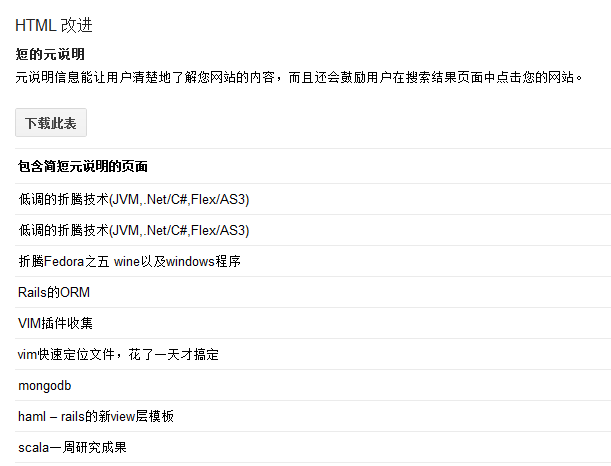 HTML 改进
短的元说明
元说明信息能让用户清楚地了解您网站的内容，而且还会鼓励用户在搜索结果页面中点击您的网站。
下载此表
包含简短元说明的页面
低调的折腾技术(JVM,.Net/C#,Flex/AS3)
低调的折腾技术(JVM,.Net/C#,Flex/AS3)
折腾Fedora之五 wine以及windows程序
Rails的ORM
VIM插件收集
vim快速定位文件，花了一天才搞定
mongodb
haml – rails的新view层模板
scala一周研究成果